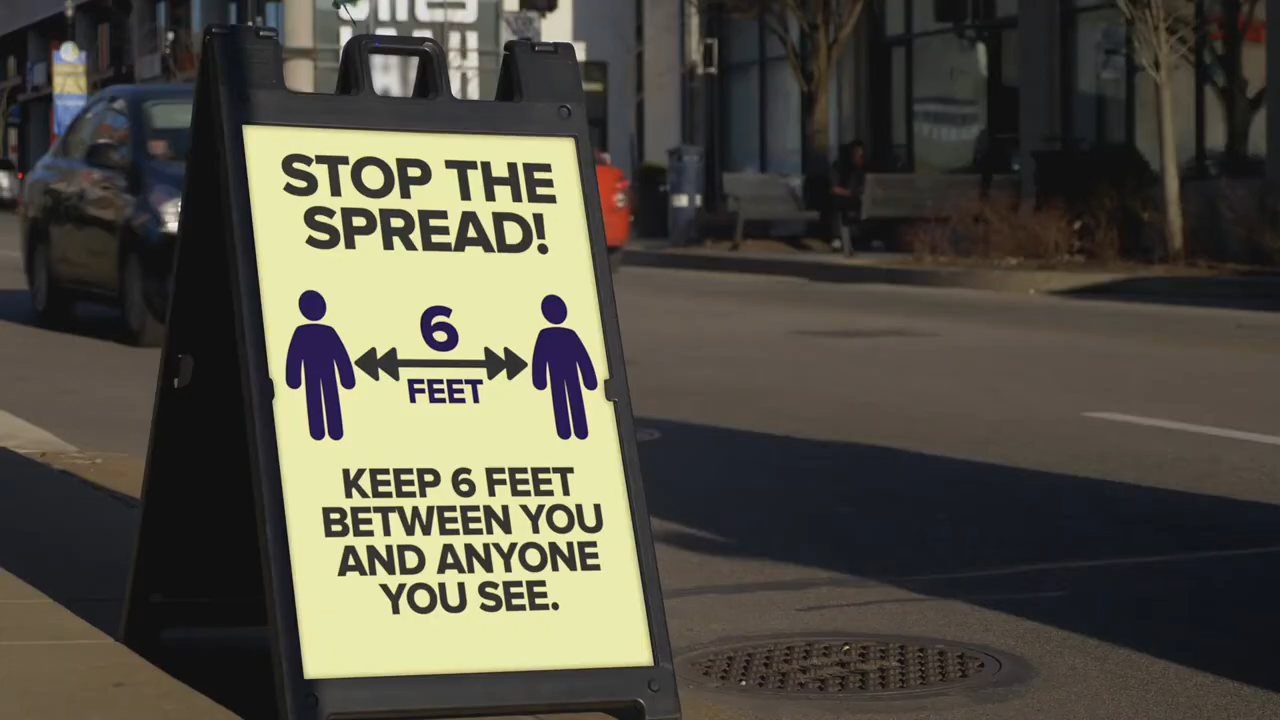 STOP THE
SPREAD!
6
FEET
KEEP 6 FEET
BETWEEN YOU
AND ANYONE
YOU SEE.